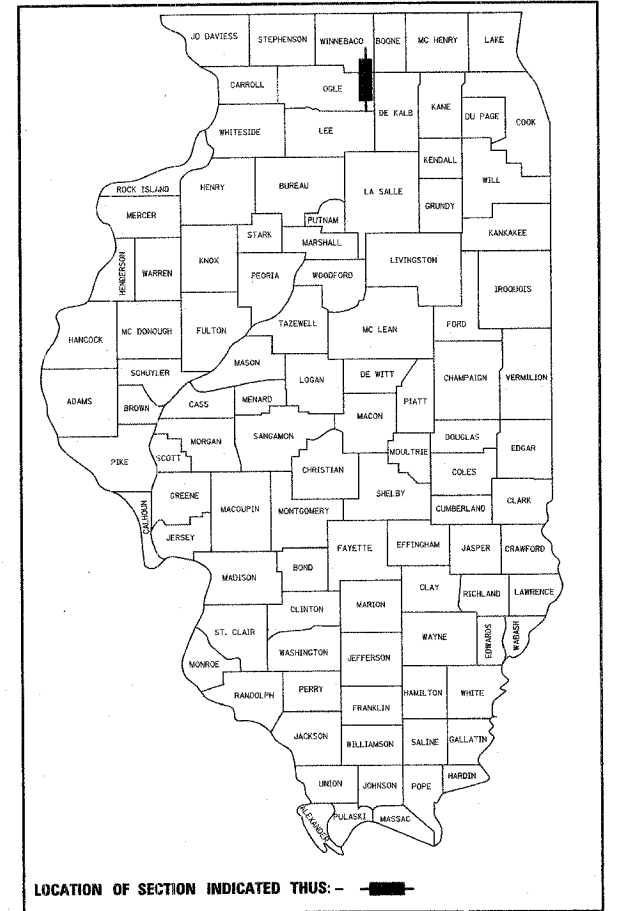 JO DAVIESS STEPHENSON WINNEBAGO BOONE MC HENRY LAKE
CARROLL OGLE DE KALB KANE DU PAGE COOK
WHITESIDE LEE KENDALL WILL
ROCK ISLAND HENRY BUREAU LA SALLE GRUNDY
MERCER PUTNAM KANKAKEE
HENDERSON WARREN KNOX STARK MARSHALL LIVINGSTON IROQUOIS
PEORIA WOODFORD
HANCOCK MC DONOUGH FULTON TAZEWELL MC LEAN FORD
SCHUYLER MASON LOGAN DE WITT CHAMPAIGN VERMILION
ADAMS BROWN CASS MENARD MACON PIATT
PIKE SCOTT MORGAN SANGAMON CHRISTIAN MOULTRIE DOUGLAS EDGAR
COLES
CALHOUN GREENE MACOUPIN MONTGOMERY SHELBY CUMBERLAND CLARK
JERSEY FAYETTE EFFINGHAM JASPER CRAWFORD
MADISON BOND CLAY RICHLAND LAWRENCE
CLINTON MARION
ST. CLAIR WASHINGTON JEFFERSON WAYNE EDWARDS WABASH
MONROE
RANDOLPH PERRY FRANKLIN HAMILTON WHITE
JACKSON WILLIAMSON SALINE GALLATIN
UNION JOHNSON POPE HARDIN
ALEXANDER PULASKI MASSAC
LOCATION OF SECTION INDICATED THUS: -